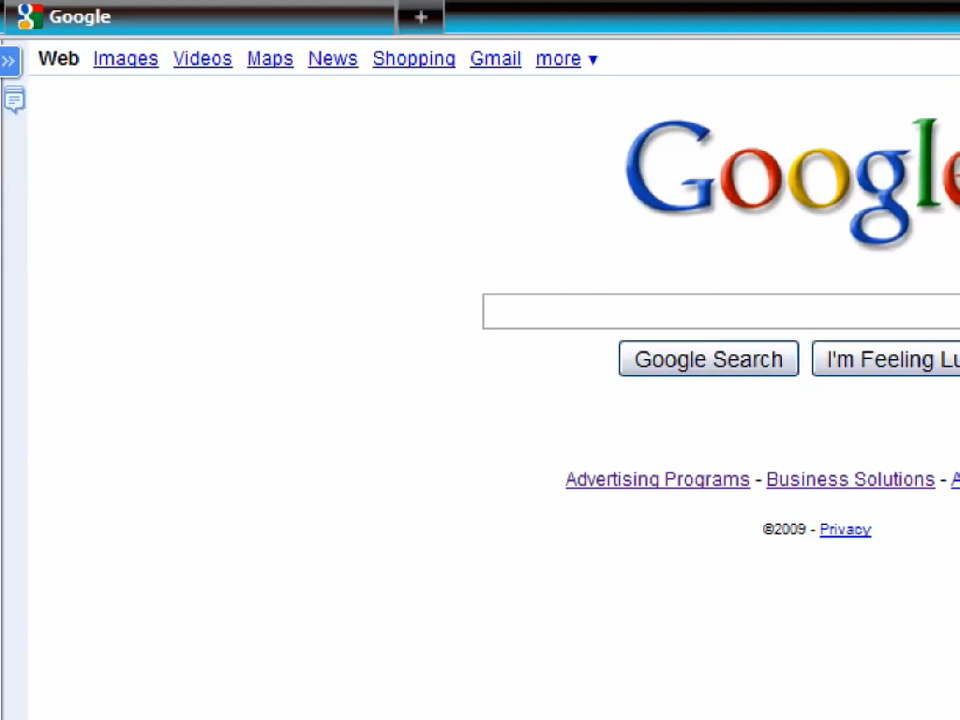 Google
Web Images Videos Maps News Shopping Gmail more ▼
Google
Google Search I'm Feeling Lu
Advertising Programs - Business Solutions - A
©2009 - Privacy